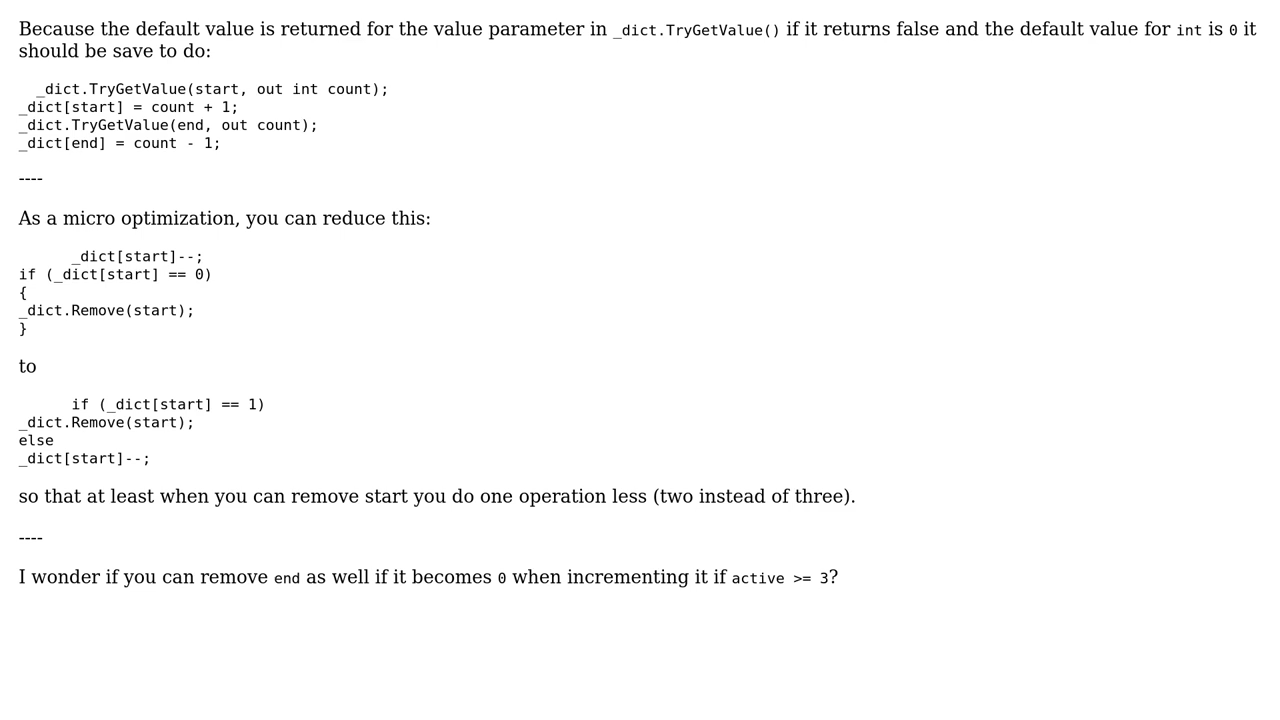 Because the default value is returned for the value parameter in _dict.TryGetValue() if it returns false and the default value for int is 0 it
should be save to do:
_dict.TryGetValue(start, out int count);
_dict[start] = count + 1;
_dict.TryGetValue(end, out count);
_dict[end] = count - 1;
----
As a micro optimization, you can reduce this:
_dict[start]--;
if (_dict[start] == 0)
{
_dict.Remove(start);
}
to
if (_dict[start] == 1)
_dict.Remove(start);
else
_dict[start]--;
so that at least when you can remove start you do one operation less (two instead of three).
----
I wonder if you can remove end as well if it becomes 0 when incrementing it if active >= 3?